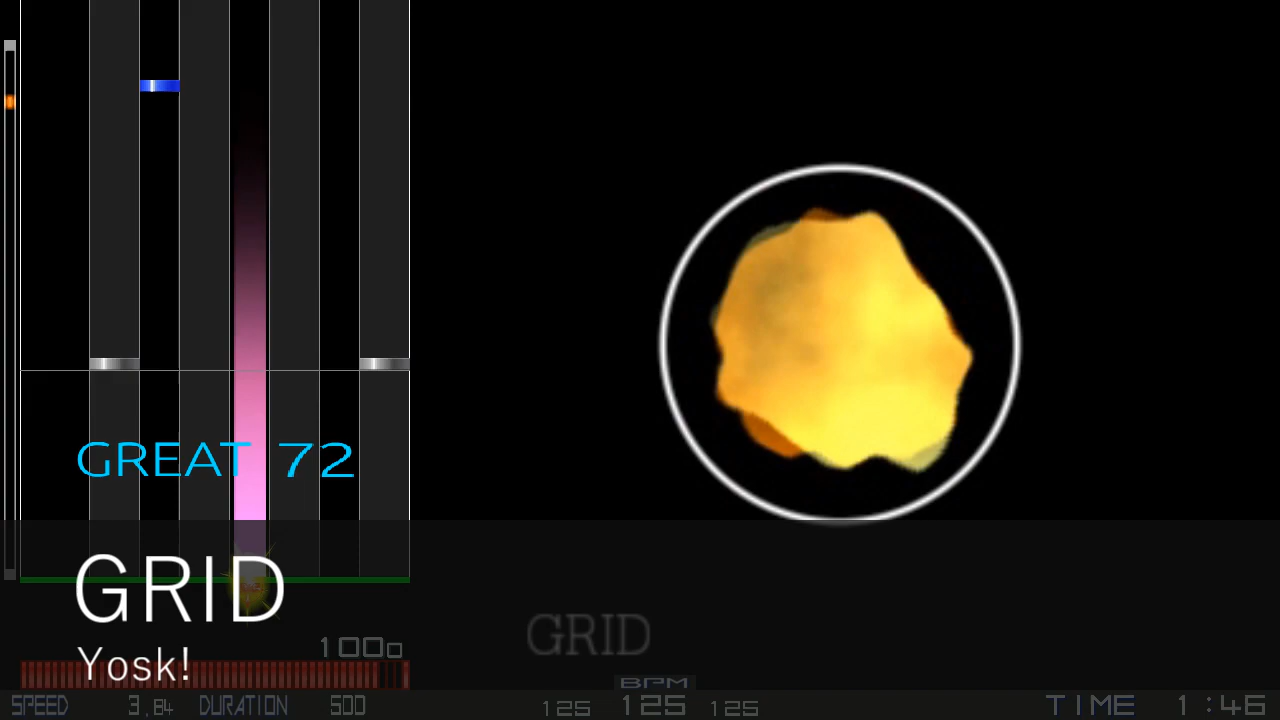 GREAT 72
GRID
Yosk!
GRID
100%
BPM
SPEED 3.84 DURATION 500
125 125 125
TIME 1:46